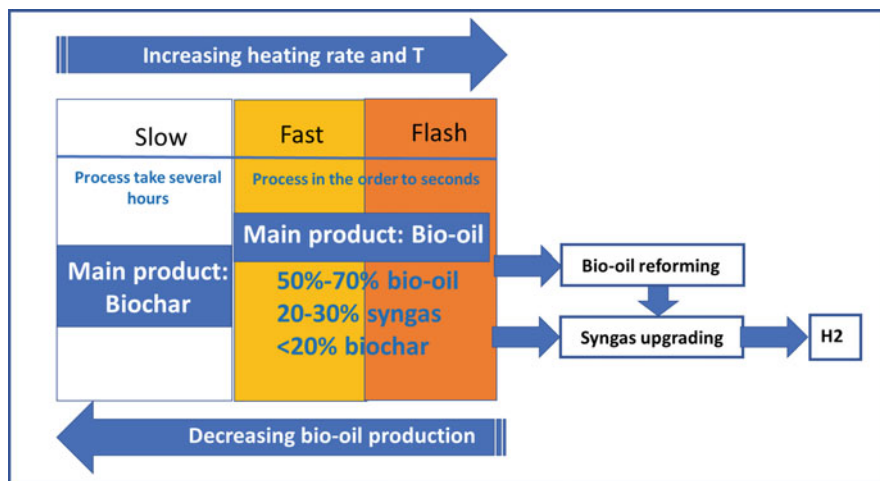 Increasing heating rate and T
Slow
Fast
Flash
Process take several
hours
Process in the order to seconds
Main product: Bio-oil
Main product:
Biochar
50%-70% bio-oil
20-30% syngas
<20% biochar
Bio-oil reforming
Syngas upgrading
H2
Decreasing bio-oil production